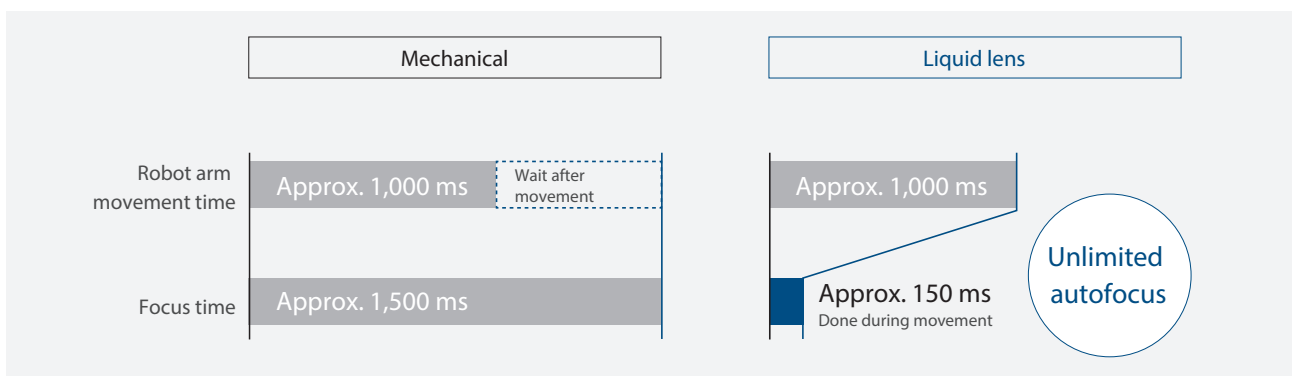 Mechanical
Liquid lens
Robot arm
movement time
Approx. 1,000 ms
Wait after
movement
Approx. 1,000 ms
Focus time
Approx. 1,500 ms
Approx. 150 ms
Done during movement
Unlimited
autofocus